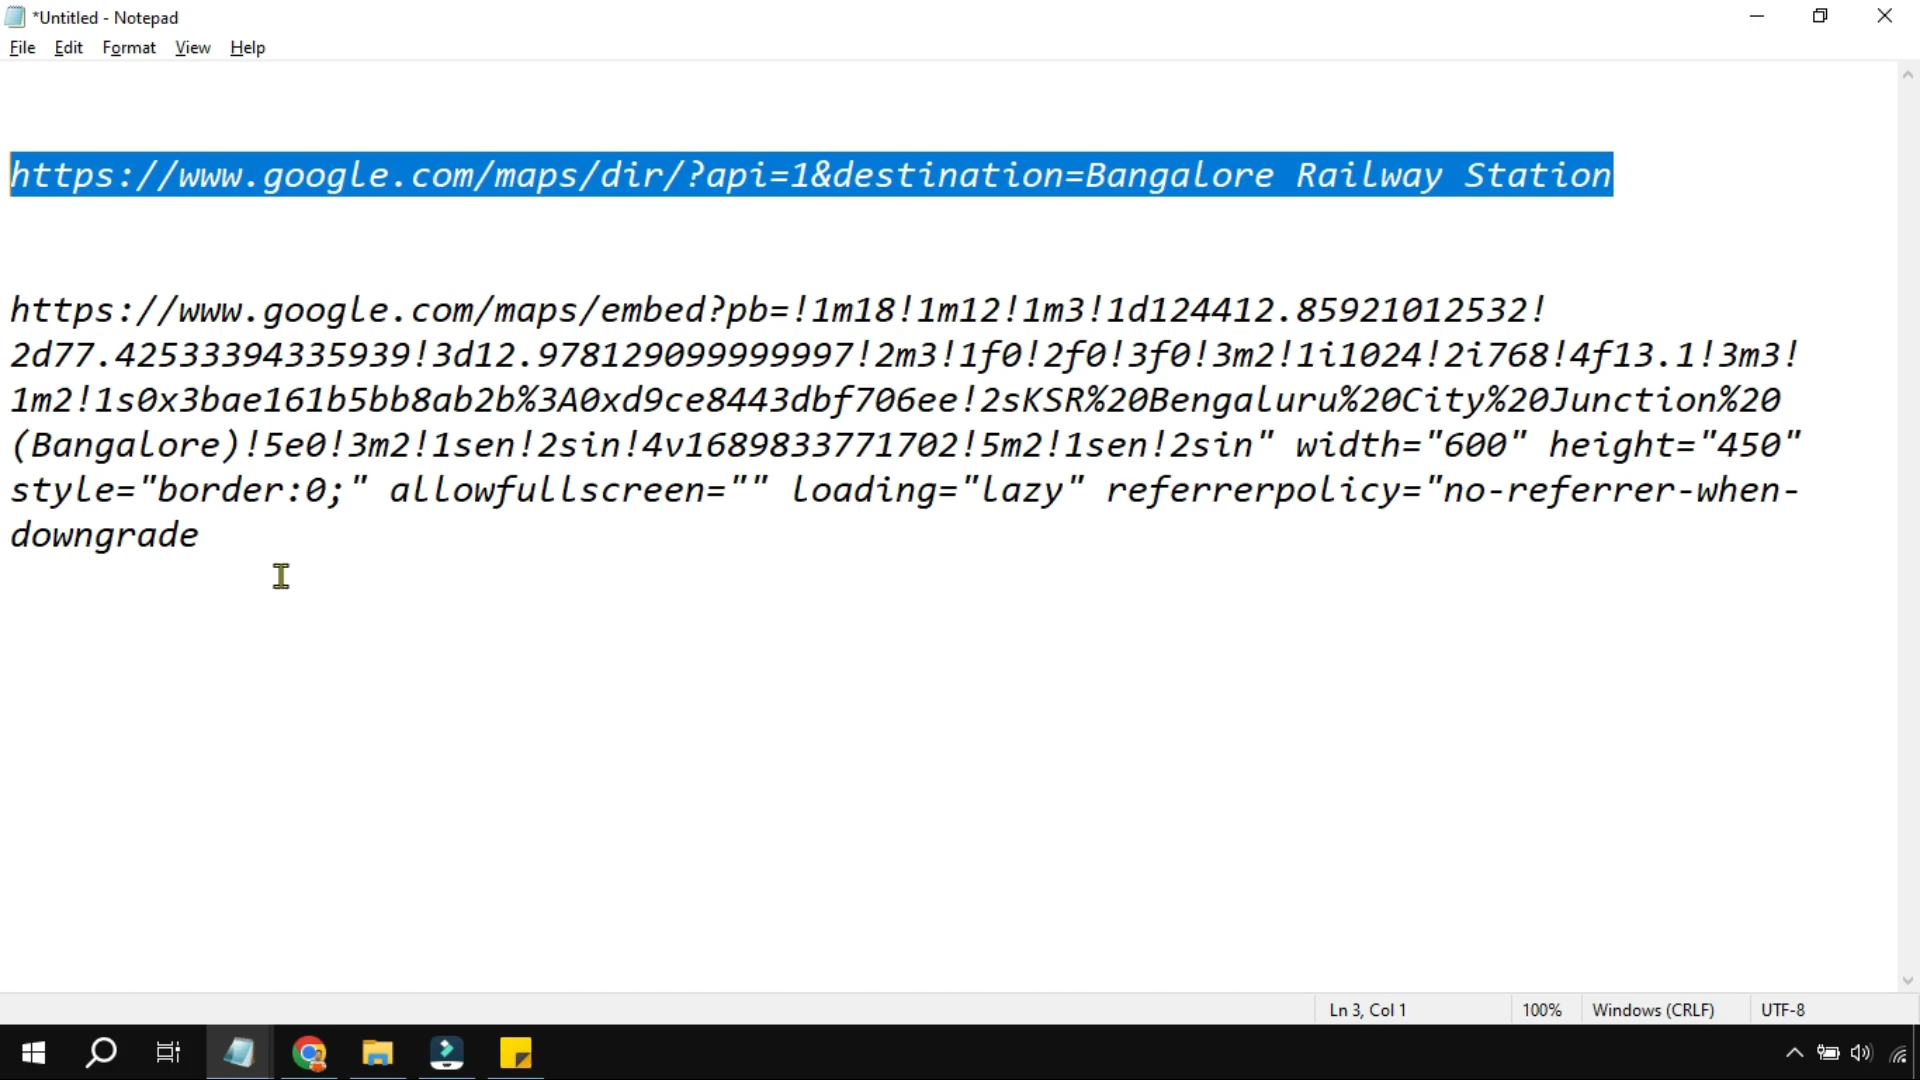 *Untitled - Notepad
File Edit Format View Help
https://www.google.com/maps/dir/?api=1&destination=Bangalore Railway Station
https://www.google.com/maps/embed?pb=!1m18!1m12!1m3!1d124412.85921012532!
2d77.42533394335939!3d12.978129099999997!2m3!1f0!2f0!3f0!3m2!1i1024!2i768!4f13.1!3m3!
1m2!1s0x3bae161b5bb8ab2b%3A0xd9ce8443dbf706ee!2sKSR%20Bengaluru%20City%20Junction%20
(Bangalore)!5e0!3m2!1sen!2sin!4v1689833771702!5m2!1sen!2sin" width="600" height="450"
style="border:0;" allowfullscreen="" loading="lazy" referrerpolicy="no-referrer-when-
downgrade
Ln 3, Col 1 100% Windows (CRLF) UTF-8